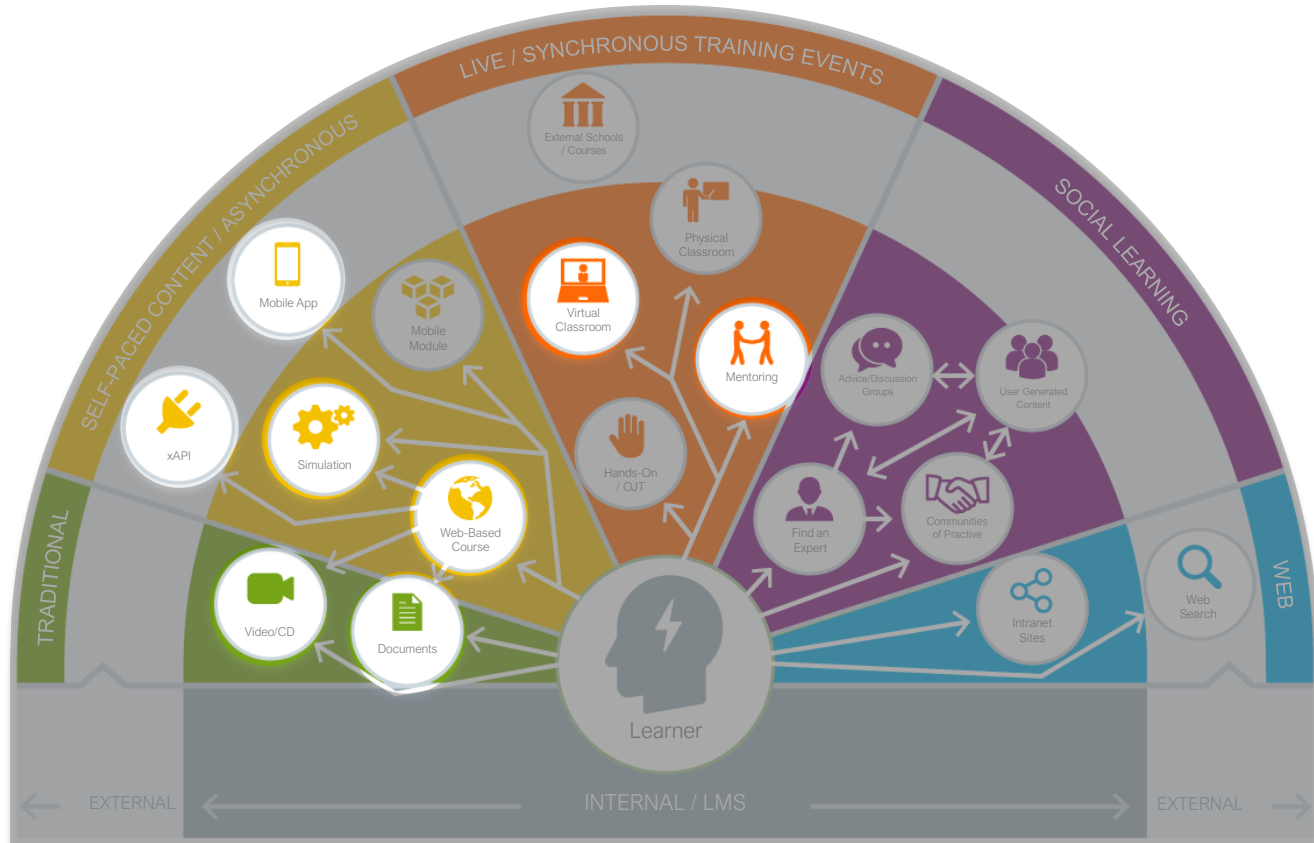 LIVE / SYNCHRONOUS TRAINING EVENTS
SELF-PACED CONTENT / ASYNCHRONOUS
SOCIAL LEARNING
TRADITIONAL
WEB
External Schools
/ Courses
Physical
Classroom
Virtual
Classroom
Mentoring
Hands-On
/ OJT
Mobile App
Mobile
Module
xAPI
Simulation
Web-Based
Course
Video/CD
Documents
Advice/Discussion
Groups
User Generated
Content
Find an
Expert
Communities
of Practive
Intranet
Sites
Web
Search
Learner
EXTERNAL
INTERNAL / LMS
EXTERNAL